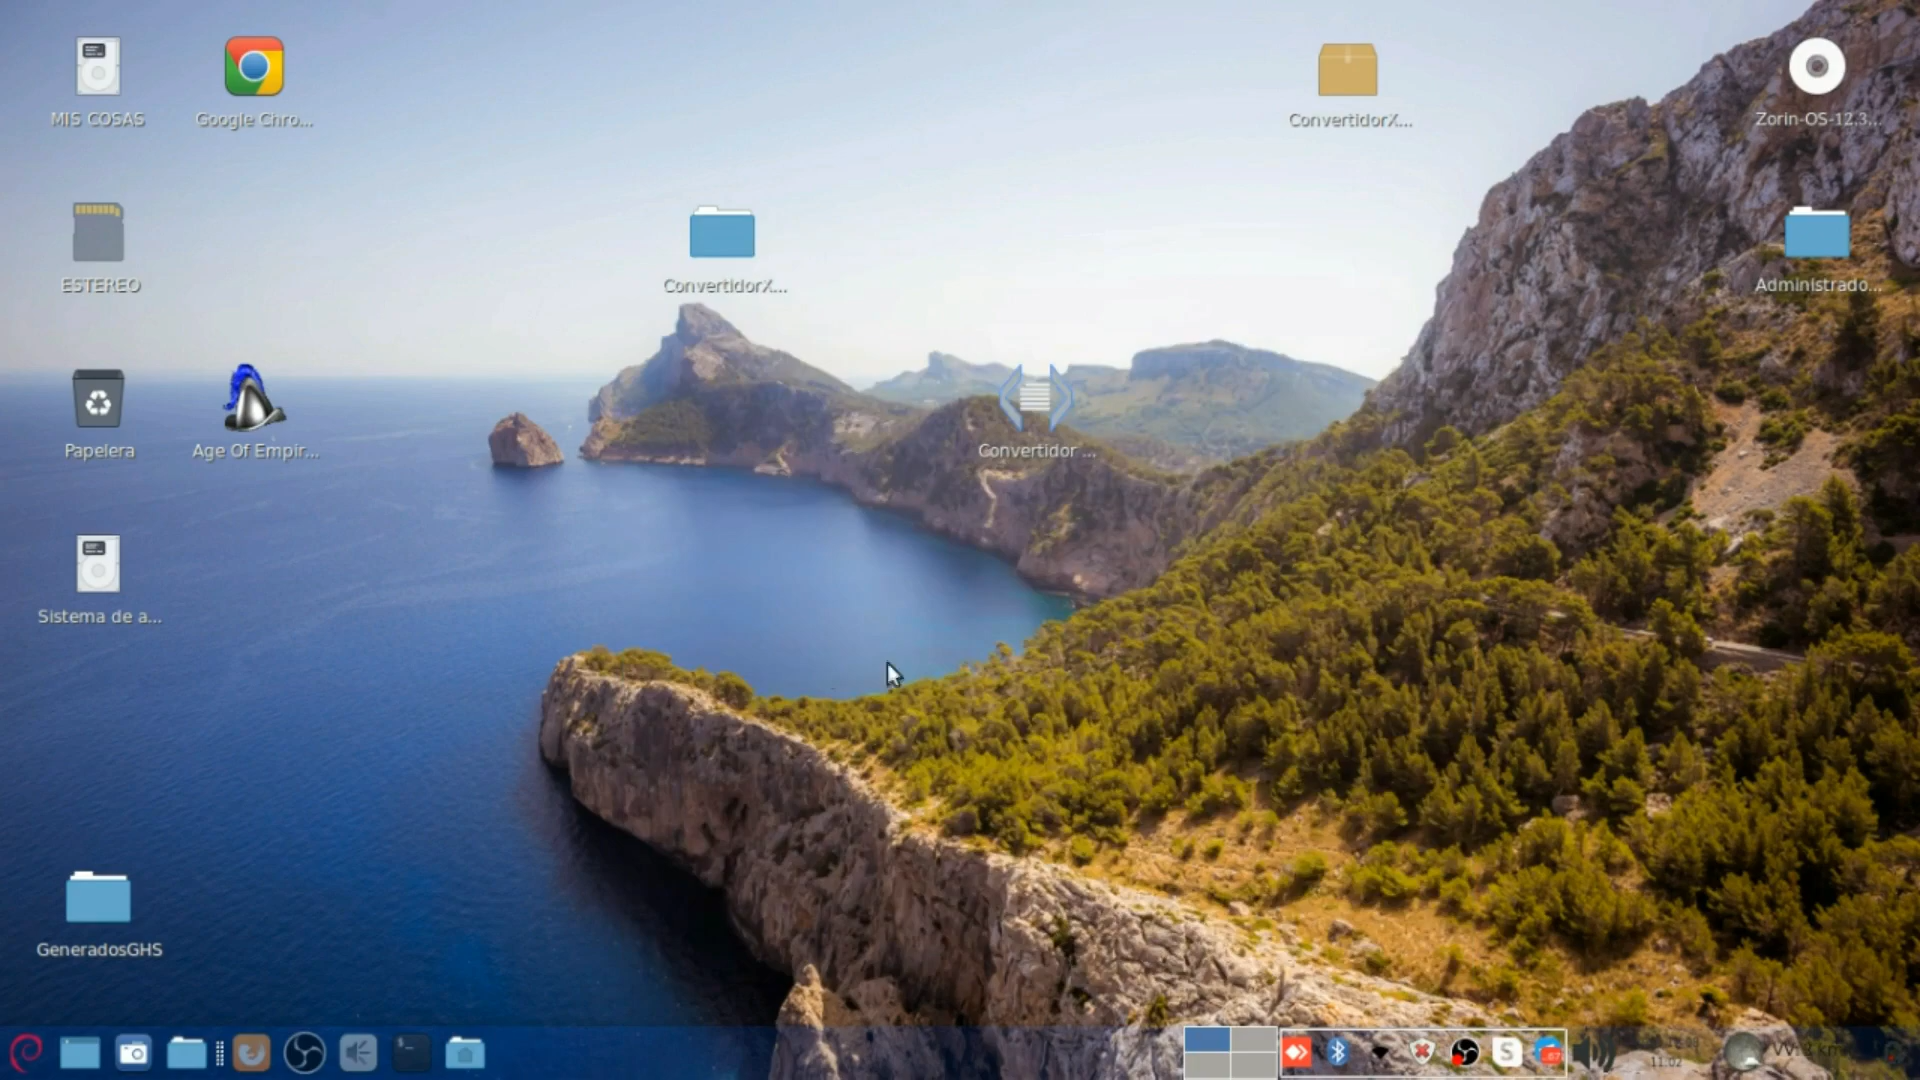 MIS COSAS
Google Chro...
ConvertidorX...
Zorin-OS-12.3...
ESTEREO
ConvertidorX...
Administrado...
Papelera
Age Of Empir...
Convertidor ...
Sistema de a...
GeneradosGHS
11:02